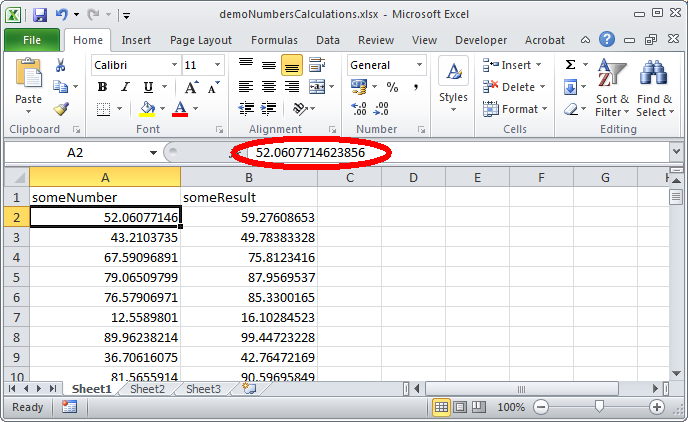 demoNumbersCalculations.xlsx - Microsoft Excel
File Home Insert Page Layout Formulas Data Review View Developer Acrobat
Paste
Clipboard
Calibri 11
B I U A A
A
Font
Alignment
General
$ % ,
.00 .0
Number
Styles
Insert
Delete
Format
Cells
Σ
Sort & Filter
Find & Select
Editing
A2 52.0607714623856
A B C D E F G
1 someNumber someResult
2 52.06077146 59.27608653
3 43.2103735 49.78383328
4 67.59096891 75.8123416
5 79.06509799 87.9569537
6 76.57906971 85.3300165
7 12.5589801 16.10284523
8 89.96238214 99.44723228
9 36.70616075 42.76472169
10 81.5655914 90.59695849
Sheet1 Sheet2 Sheet3
Ready 100%